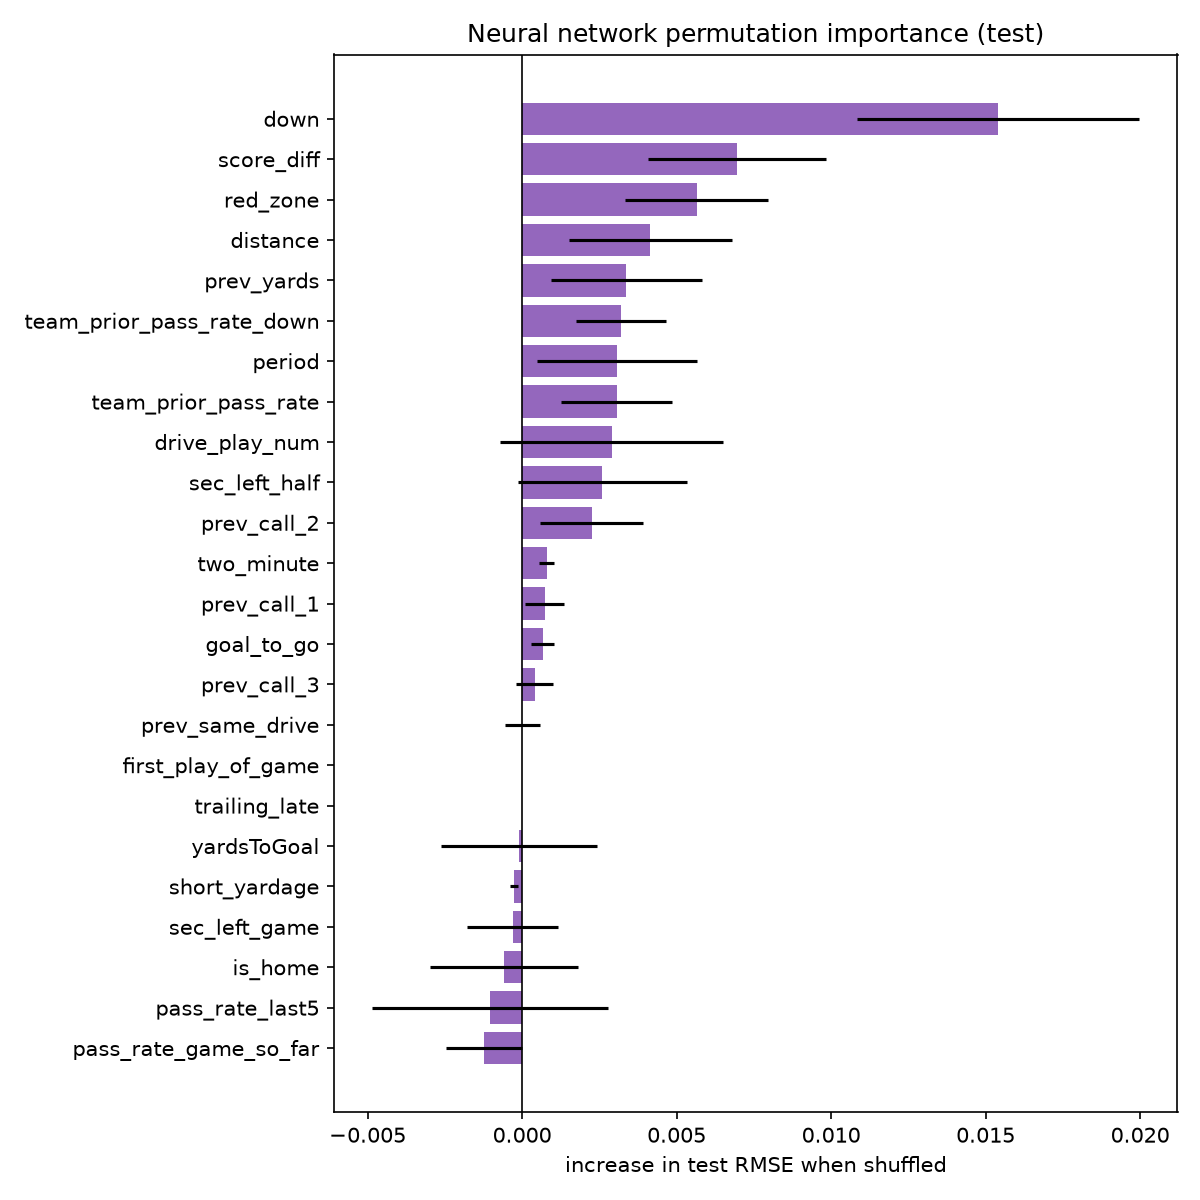 Neural network permutation importance (test)
down
score_diff
red_zone
distance
prev_yards
team_prior_pass_rate_down
period
team_prior_pass_rate
drive_play_num
sec_left_half
prev_call_2
two_minute
prev_call_1
goal_to_go
prev_call_3
prev_same_drive
first_play_of_game
trailing_late
yardsToGoal
short_yardage
sec_left_game
is_home
pass_rate_last5
pass_rate_game_so_far
−0.005 0.000 0.005 0.010 0.015 0.020
increase in test RMSE when shuffled